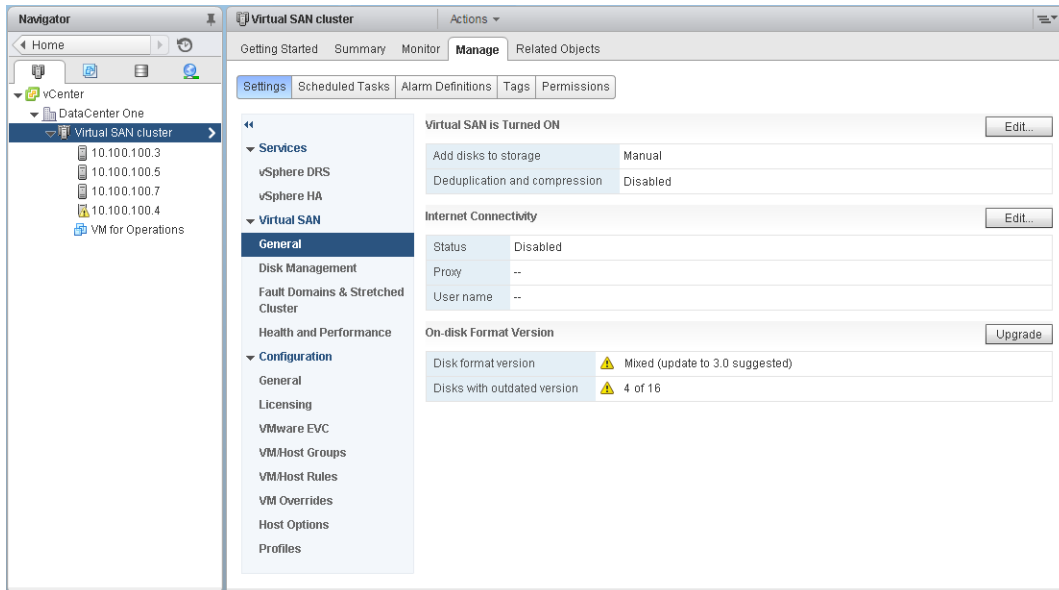 Navigator
Home
vCenter
DataCenter One
Virtual SAN cluster
10.100.100.3
10.100.100.5
10.100.100.7
10.100.100.4
VM for Operations
Virtual SAN cluster Actions
Getting Started Summary Monitor Manage Related Objects
Settings Scheduled Tasks Alarm Definitions Tags Permissions
Services
vSphere DRS
vSphere HA
Virtual SAN
General
Disk Management
Fault Domains & Stretched
Cluster
Health and Performance
Configuration
General
Licensing
VMware EVC
VM/Host Groups
VM/Host Rules
VM Overrides
Host Options
Profiles
Virtual SAN is Turned ON Edit...
Add disks to storage Manual
Deduplication and compression Disabled
Internet Connectivity Edit...
Status Disabled
Proxy --
User name --
On-disk Format Version Upgrade
Disk format version Mixed (update to 3.0 suggested)
Disks with outdated version 4 of 16